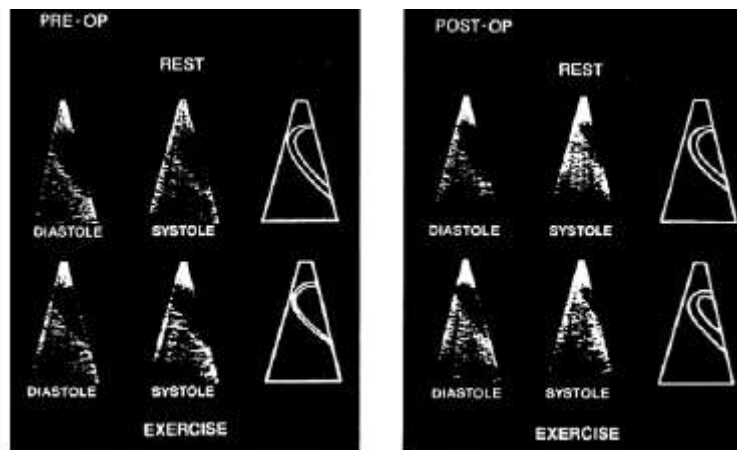 PRE-OP
REST
DIASTOLE SYSTOLE
DIASTOLE SYSTOLE
EXERCISE
POST-OP
REST
DIASTOLE SYSTOLE
DIASTOLE SYSTOLE
EXERCISE